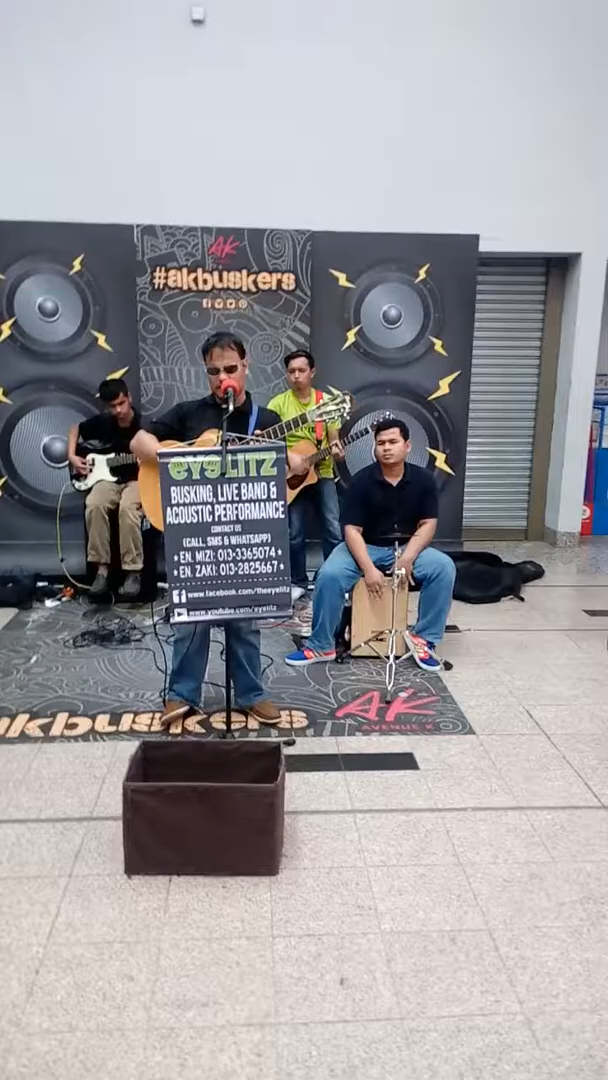 AK
#akbuskers
eyelitz
BUSKING, LIVE BAND &
ACOUSTIC PERFORMANCE
CONTACT US
(CALL, SMS & WHATSAPP)
★EN. MIZI: 013-3365074★
★EN. ZAKI: 013-2825667★
www.facebook.com/theeyelitz
www.youtube.com/eyelitz
akbuskers
AK
AVENUE K